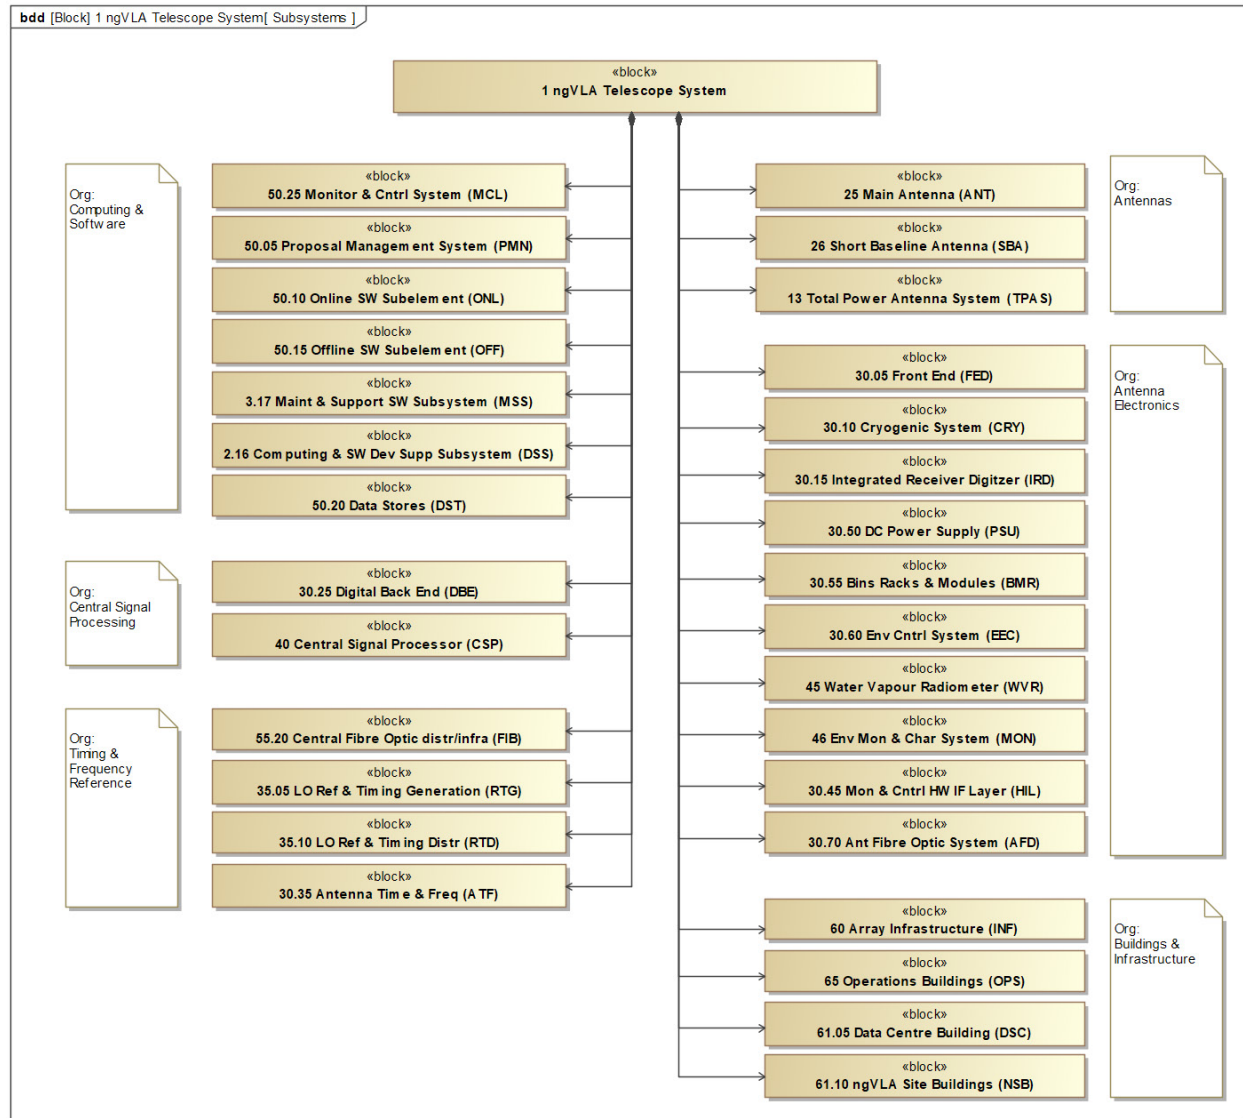 bdd [Block] 1 ngVLA Telescope System[ Subsystems ]
«block»
1 ngVLA Telescope System
Org:
Computing &
Software
«block»
50.25 Monitor & Cntrl System (MCL)
«block»
50.05 Proposal Management System (PMN)
«block»
50.10 Online SW Subelement (ONL)
«block»
50.15 Offline SW Subelement (OFF)
«block»
3.17 Maint & Support SW Subsystem (MSS)
«block»
2.16 Computing & SW Dev Supp Subsystem (DSS)
«block»
50.20 Data Stores (DST)
Org:
Central Signal
Processing
«block»
30.25 Digital Back End (DBE)
«block»
40 Central Signal Processor (CSP)
Org:
Timing &
Frequency
Reference
«block»
55.20 Central Fibre Optic distr/infra (FIB)
«block»
35.05 LO Ref & Timing Generation (RTG)
«block»
35.10 LO Ref & Timing Distr (RTD)
«block»
30.35 Antenna Time & Freq (ATF)
«block»
25 Main Antenna (ANT)
«block»
26 Short Baseline Antenna (SBA)
«block»
13 Total Power Antenna System (TPAS)
Org:
Antennas
«block»
30.05 Front End (FED)
«block»
30.10 Cryogenic System (CRY)
«block»
30.15 Integrated Receiver Digitzer (IRD)
«block»
30.50 DC Power Supply (PSU)
«block»
30.55 Bins Racks & Modules (BMR)
«block»
30.60 Env Cntrl System (EEC)
«block»
45 Water Vapour Radiometer (WVR)
«block»
46 Env Mon & Char System (MON)
«block»
30.45 Mon & Cntrl HW IF Layer (HIL)
«block»
30.70 Ant Fibre Optic System (AFD)
Org:
Antenna
Electronics
«block»
60 Array Infrastructure (INF)
«block»
65 Operations Buildings (OPS)
«block»
61.05 Data Centre Building (DSC)
«block»
61.10 ngVLA Site Buildings (NSB)
Org:
Buildings &
Infrastructure